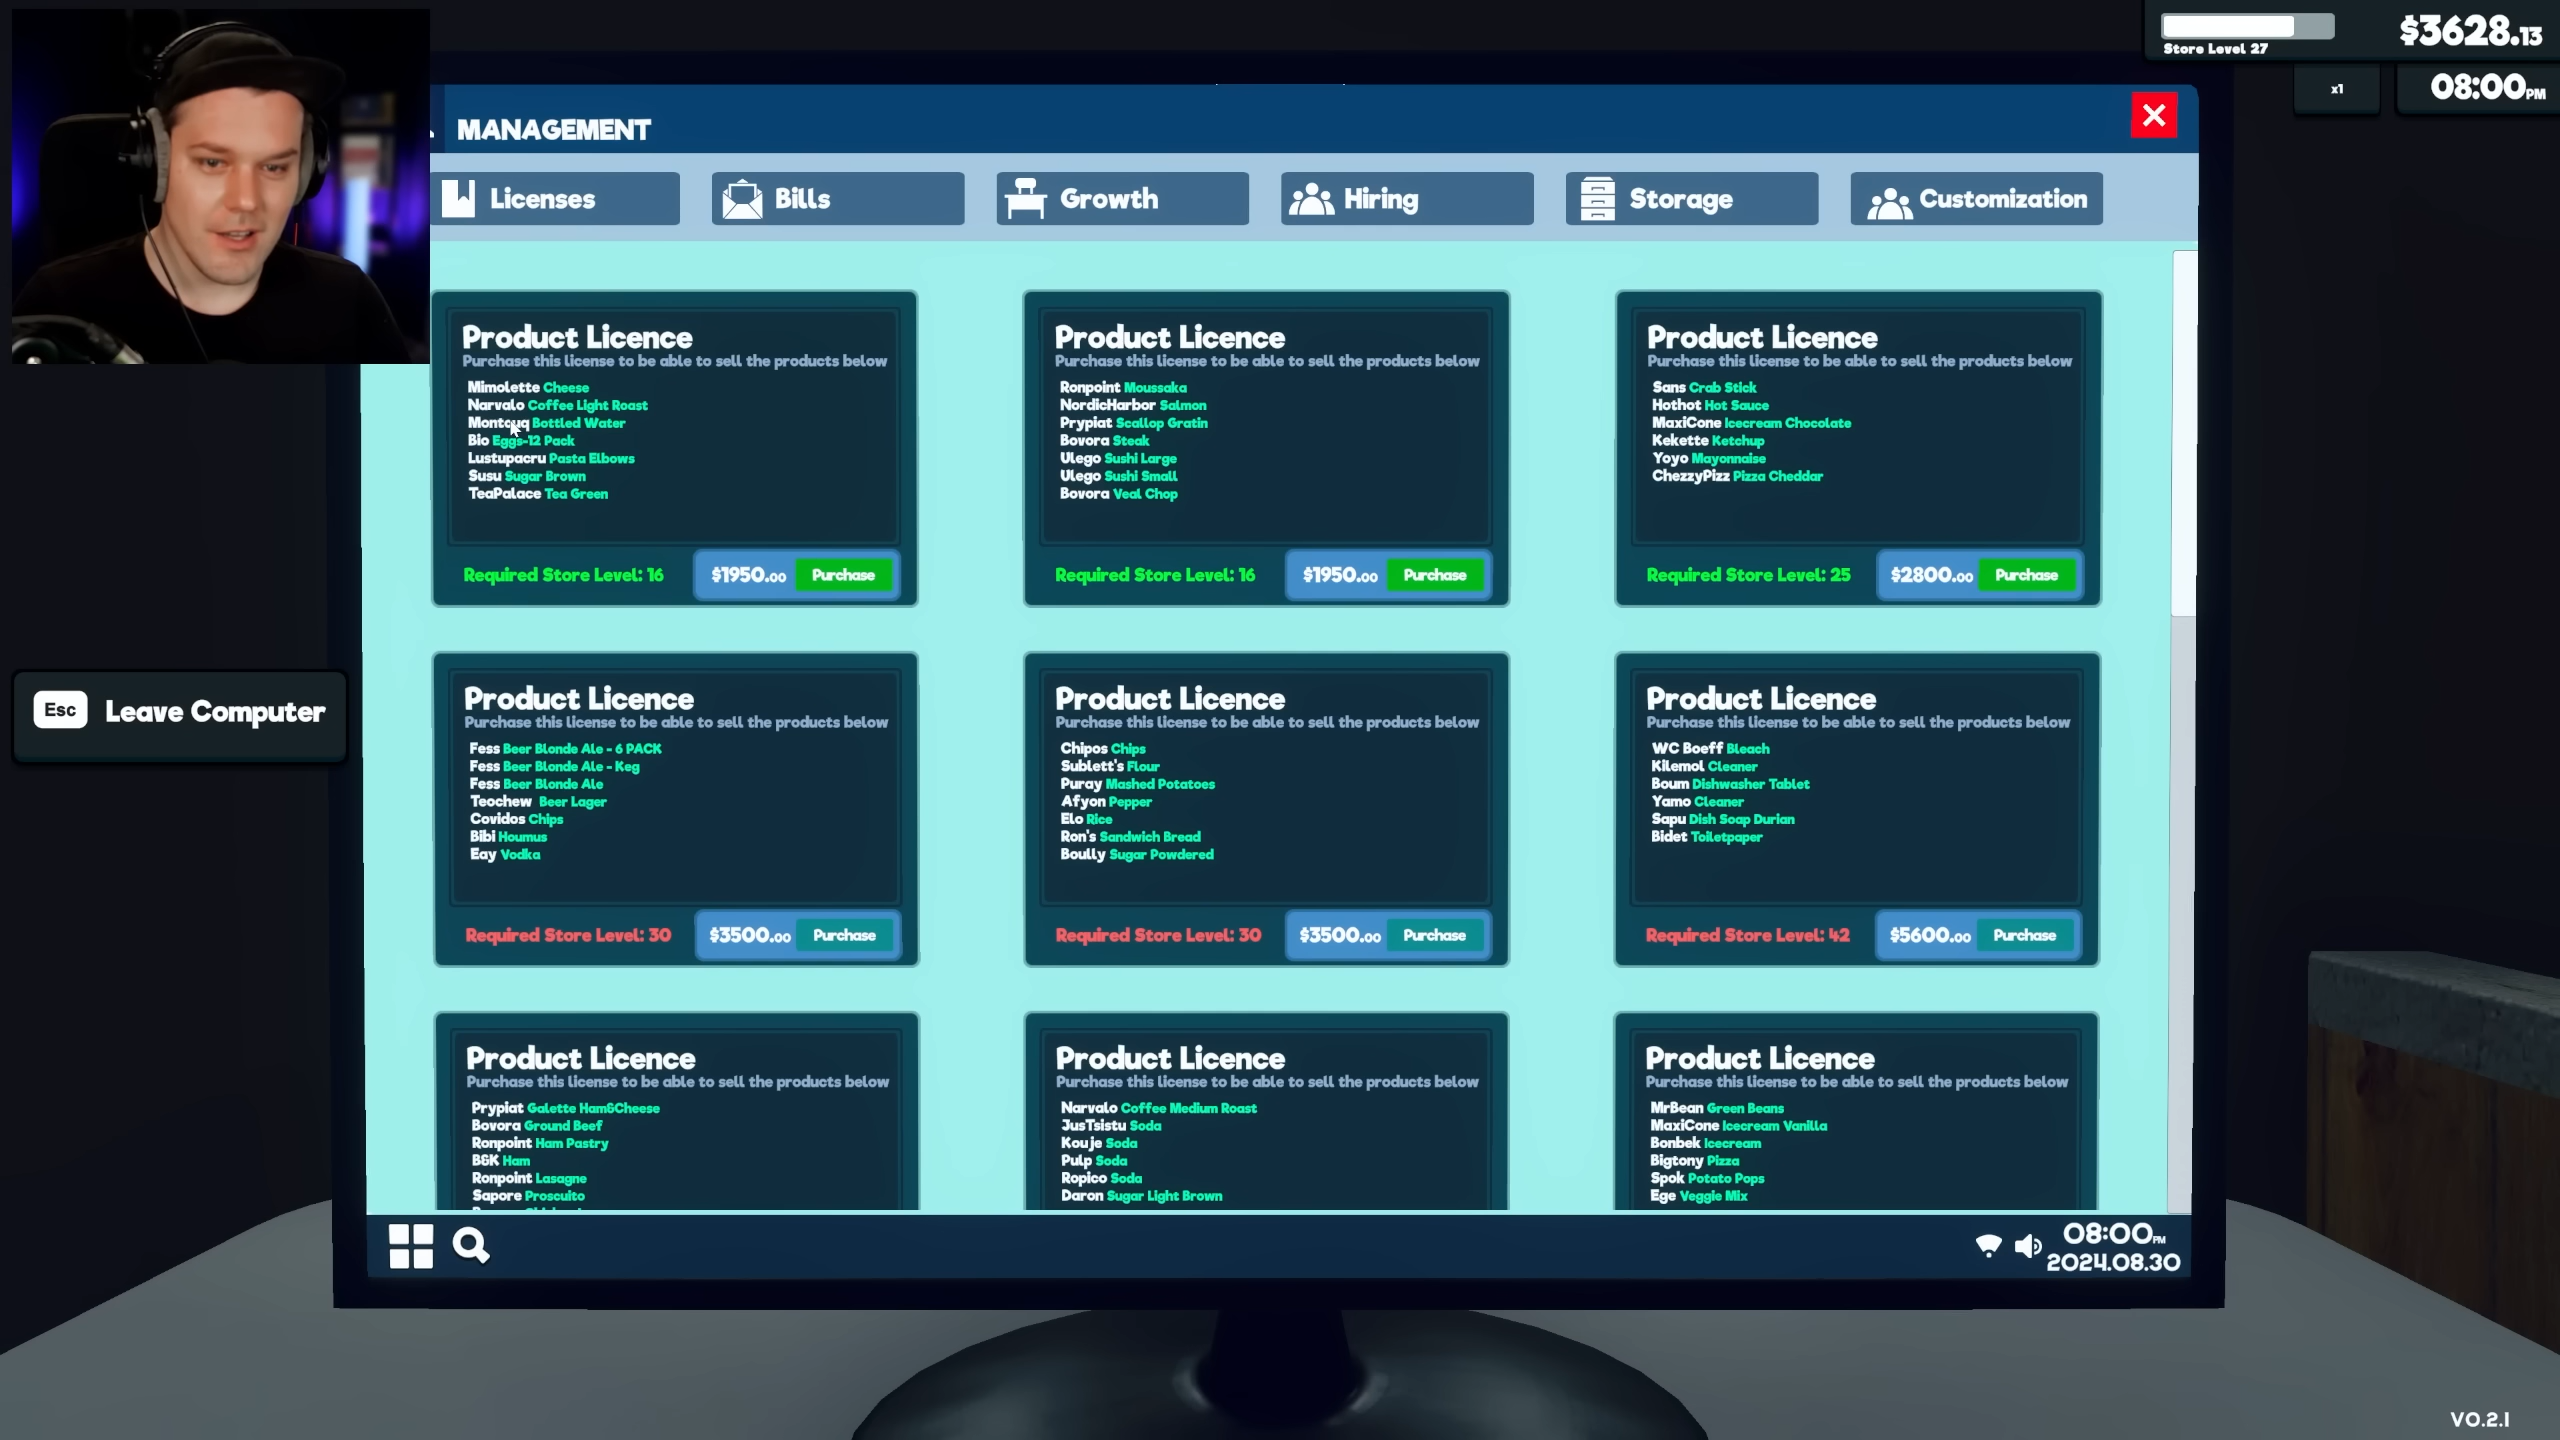 $3628.13
Store Level 27
x1
08:00PM
MANAGEMENT
Licenses
Bills
Growth
Hiring
Storage
Customization
Product Licence
Purchase this license to be able to sell the products below
Mimolette Cheese
Narvalo Coffee Light Roast
Montcuq Bottled Water
Bio Eggs-12 Pack
Lustupacru Pasta Elbows
Susu Sugar Brown
TeaPalace Tea Green
Required Store Level: 16
$1950.00
Purchase
Product Licence
Purchase this license to be able to sell the products below
Ronpoint Moussaka
NordicHarbor Salmon
Prypiat Scallop Gratin
Bovora Steak
Ulego Sushi Large
Ulego Sushi Small
Bovora Veal Chop
Required Store Level: 16
$1950.00
Purchase
Product Licence
Purchase this license to be able to sell the products below
Sans Crab Stick
Hothot Hot Sauce
MaxiCone Icecream Chocolate
Kekette Ketchup
Yoyo Mayonnaise
ChezzyPizz Pizza Cheddar
Required Store Level: 25
$2800.00
Purchase
Esc
Leave Computer
Product Licence
Purchase this license to be able to sell the products below
Fess Beer Blonde Ale - 6 PACK
Fess Beer Blonde Ale - Keg
Fess Beer Blonde Ale
Teochew Beer Lager
Covidos Chips
Bibi Houmus
Eay Vodka
Required Store Level: 30
$3500.00
Purchase
Product Licence
Purchase this license to be able to sell the products below
Chipos Chips
Sublett's Flour
Puray Mashed Potatoes
Afyon Pepper
Elo Rice
Ron's Sandwich Bread
Boully Sugar Powdered
Required Store Level: 30
$3500.00
Purchase
Product Licence
Purchase this license to be able to sell the products below
WC Boeff Bleach
Kilemol Cleaner
Boum Dishwasher Tablet
Yamo Cleaner
Sapu Dish Soap Durian
Bidet Toiletpaper
Required Store Level: 42
$5600.00
Purchase
Product Licence
Purchase this license to be able to sell the products below
Prypiat Galette Ham&Cheese
Bovora Ground Beef
Ronpoint Ham Pastry
B&K Ham
Ronpoint Lasagne
Sapore Proscuito
Product Licence
Purchase this license to be able to sell the products below
Narvalo Coffee Medium Roast
JusTsistu Soda
Kouje Soda
Pulp Soda
Ropico Soda
Daron Sugar Light Brown
Product Licence
Purchase this license to be able to sell the products below
MrBean Green Beans
MaxiCone Icecream Vanilla
Bonbek Icecream
Bigtony Pizza
Spok Potato Pops
Ege Veggie Mix
08:00PM
2024.08.30
V0.2.1